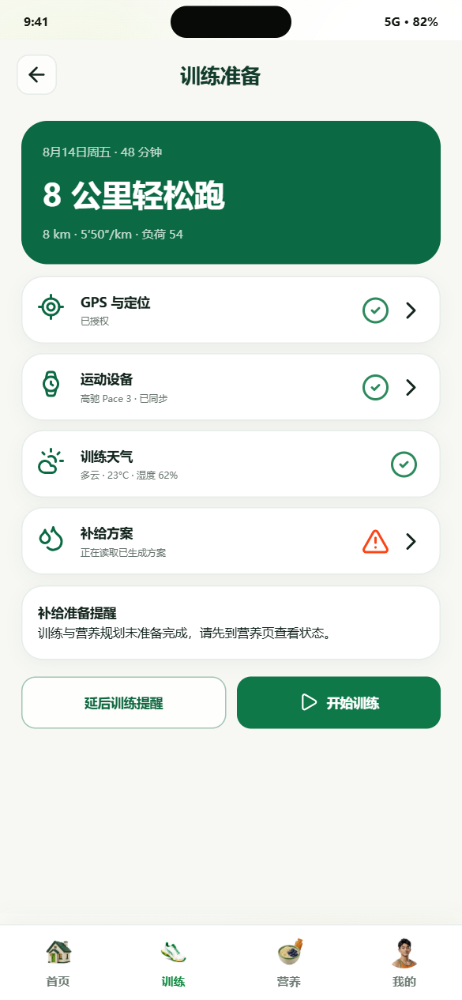 9:41
5G • 82%
训练准备
8月14日周五 · 48 分钟
8 公里轻松跑
8 km · 5'50"/km · 负荷 54
GPS 与定位
已授权
运动设备
高驰 Pace 3 · 已同步
训练天气
多云 · 23°C · 湿度 62%
补给方案
正在读取已生成方案
补给准备提醒
训练与营养规划未准备完成，请先到营养页查看状态。
延后训练提醒
开始训练
首页
训练
营养
我的